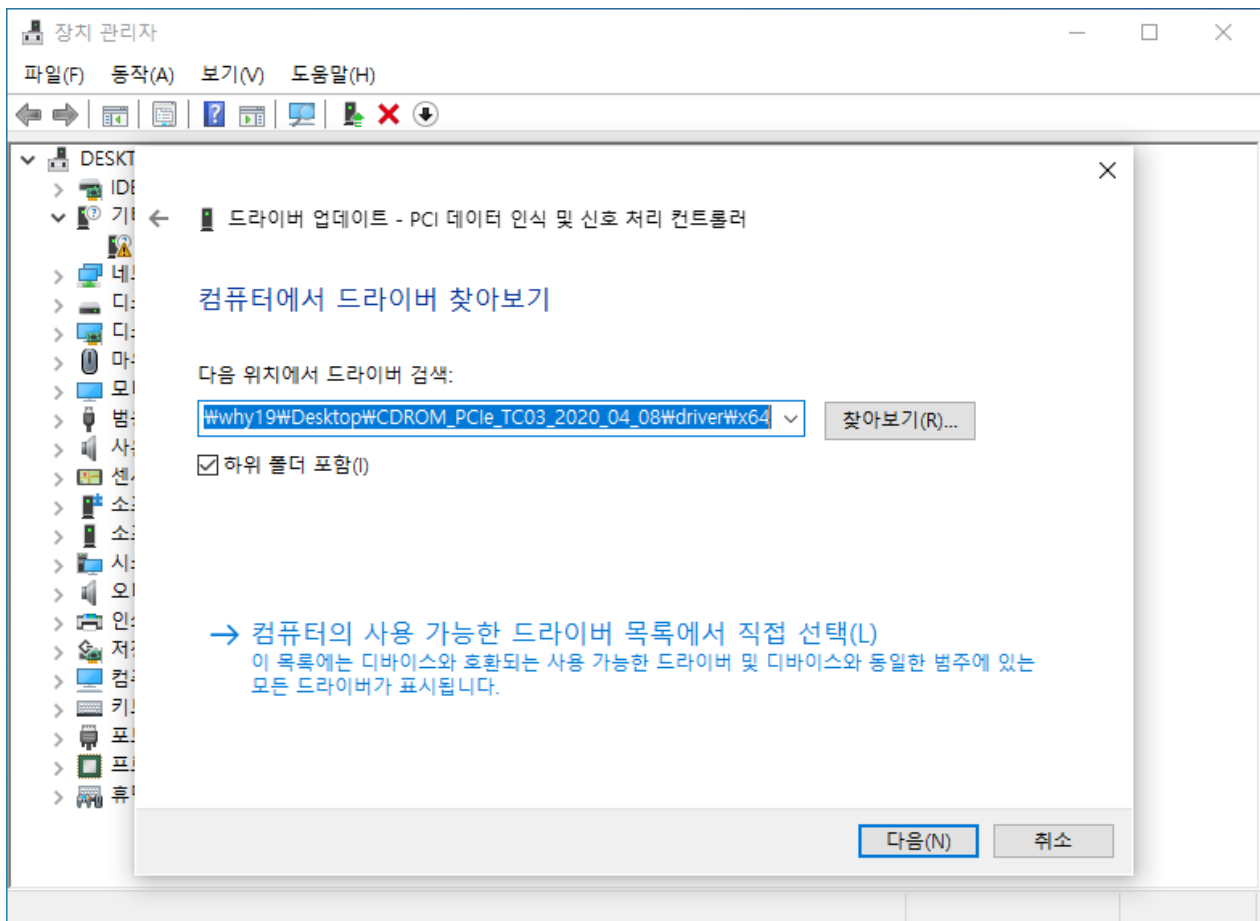 장치 관리자
파일(F) 동작(A) 보기(V) 도움말(H)
DESKT
드라이버 업데이트 - PCI 데이터 인식 및 신호 처리 컨트롤러
컴퓨터에서 드라이버 찾아보기
다음 위치에서 드라이버 검색:
₩why19₩Desktop₩CDROM_PCIe_TC03_2020_04_08₩driver₩x64
찾아보기(R)...
하위 폴더 포함(I)
→ 컴퓨터의 사용 가능한 드라이버 목록에서 직접 선택(L)
이 목록에는 디바이스와 호환되는 사용 가능한 드라이버 및 디바이스와 동일한 범주에 있는
모든 드라이버가 표시됩니다.
다음(N) 취소